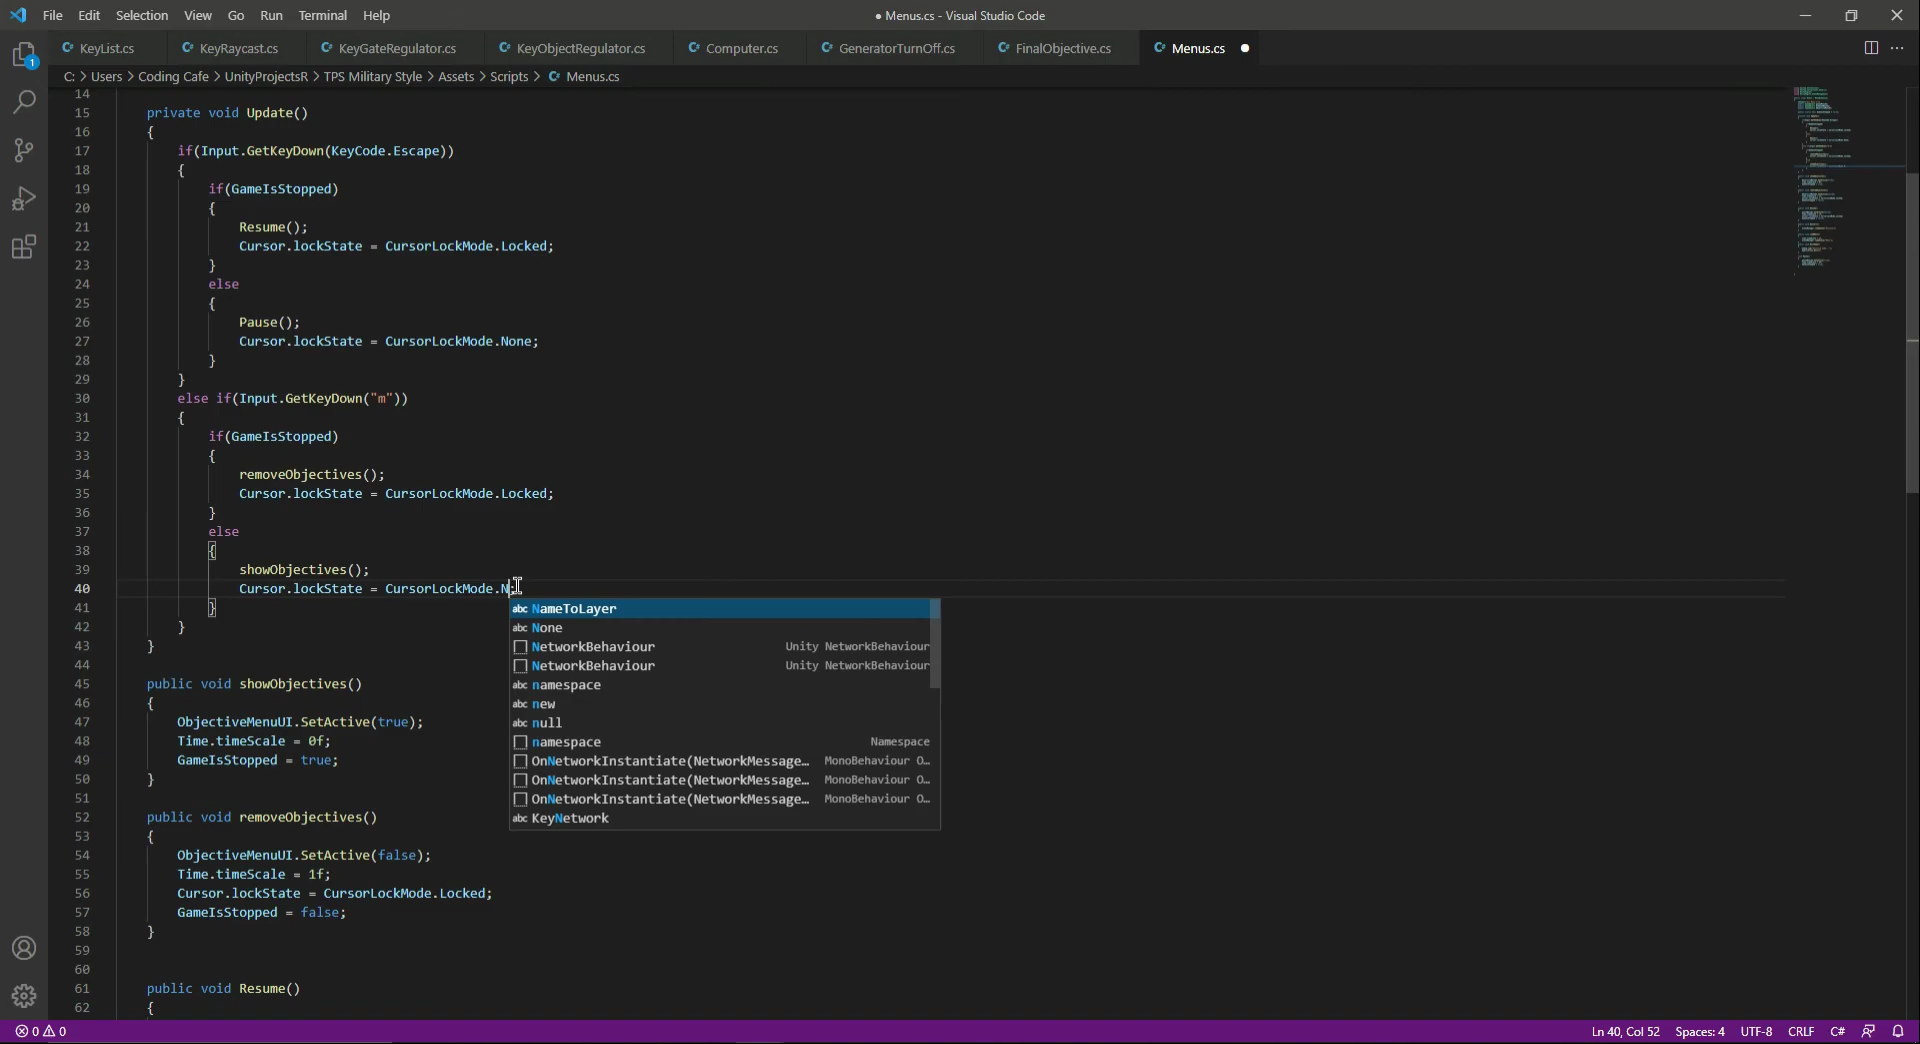 File Edit Selection View Go Run Terminal Help
● Menus.cs - Visual Studio Code
KeyList.cs KeyRaycast.cs KeyGateRegulator.cs KeyObjectRegulator.cs Computer.cs GeneratorTurnOff.cs FinalObjective.cs Menus.cs
C: > Users > Coding Cafe > UnityProjectsR > TPS Military Style > Assets > Scripts > Menus.cs
1
14
15 private void Update()
16 {
17 if(Input.GetKeyDown(KeyCode.Escape))
18 {
19 if(GameIsStopped)
20 {
21 Resume();
22 Cursor.lockState = CursorLockMode.Locked;
23 }
24 else
25 {
26 Pause();
27 Cursor.lockState = CursorLockMode.None;
28 }
29 }
30 else if(Input.GetKeyDown("m"))
31 {
32 if(GameIsStopped)
33 {
34 removeObjectives();
35 Cursor.lockState = CursorLockMode.Locked;
36 }
37 else
38 {
39 showObjectives();
40 Cursor.lockState = CursorLockMode.N;
41 }
42 }
43 }
44
45 public void showObjectives()
46 {
47 ObjectiveMenuUI.SetActive(true);
48 Time.timeScale = 0f;
49 GameIsStopped = true;
50 }
51
52 public void removeObjectives()
53 {
54 ObjectiveMenuUI.SetActive(false);
55 Time.timeScale = 1f;
56 Cursor.lockState = CursorLockMode.Locked;
57 GameIsStopped = false;
58 }
59
60
61 public void Resume()
62 {
abc NameToLayer
abc None
NetworkBehaviour Unity NetworkBehaviour
NetworkBehaviour Unity NetworkBehaviour
abc namespace
abc new
abc null
namespace Namespace
OnNetworkInstantiate(NetworkMessage… MonoBehaviour O…
OnNetworkInstantiate(NetworkMessage… MonoBehaviour O…
OnNetworkInstantiate(NetworkMessage… MonoBehaviour O…
abc KeyNetwork
0 0
Ln 40, Col 52 Spaces: 4 UTF-8 CRLF C#